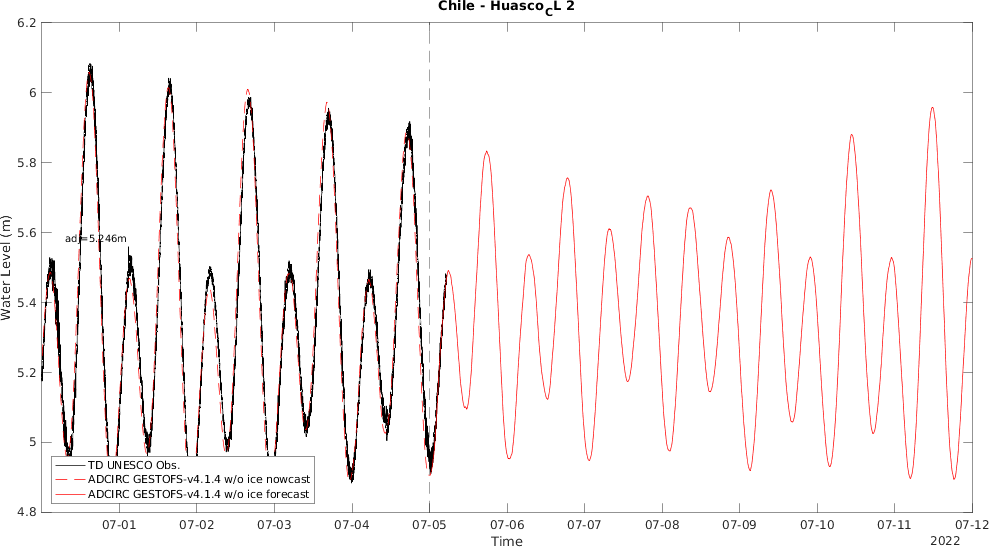 Chile - Huasco_CL 2
6.2
6
5.8
5.6
5.4
5.2
5
4.8
Water Level (m)
adj=5.246m
TD UNESCO Obs.
ADCIRC GESTOFS-v4.1.4 w/o ice nowcast
ADCIRC GESTOFS-v4.1.4 w/o ice forecast
07-01 07-02 07-03 07-04 07-05 07-06 07-07 07-08 07-09 07-10 07-11 07-12
Time
2022